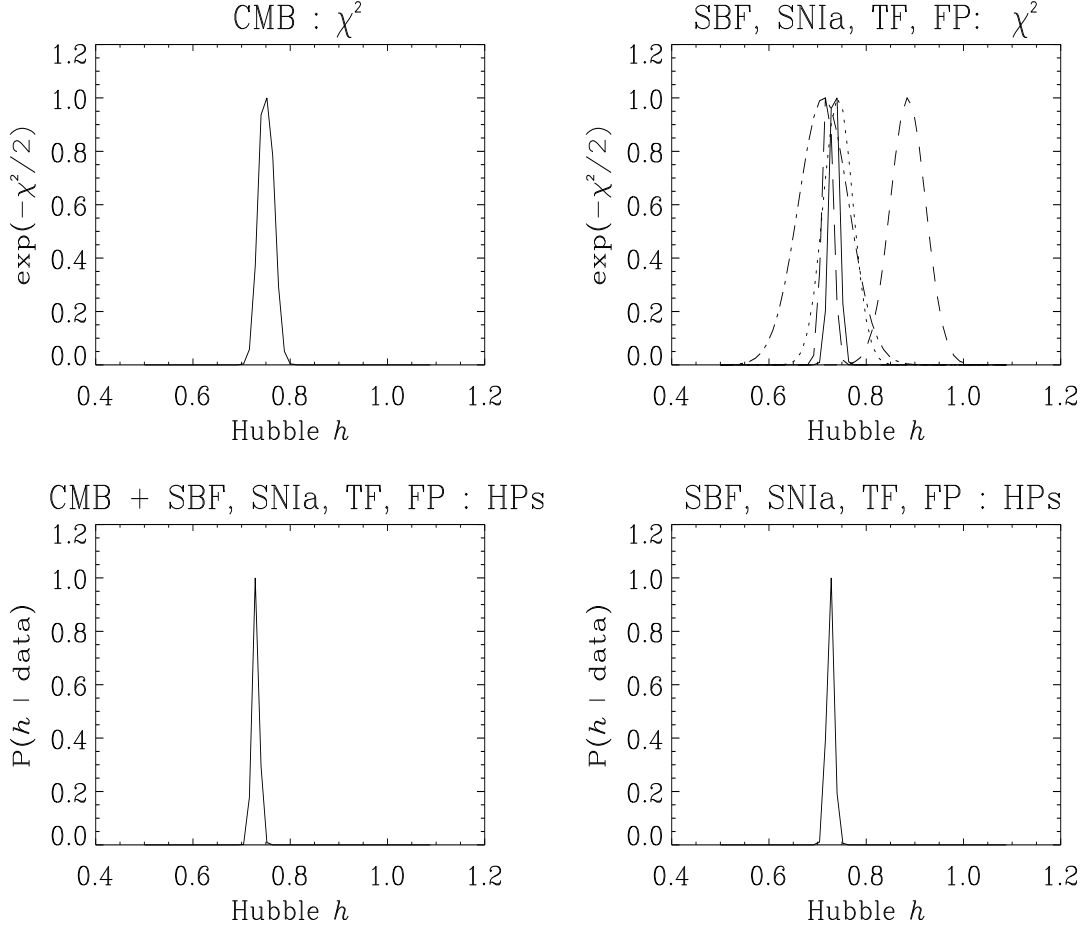 CMB : χ²
SBF, SNIa, TF, FP: χ²
exp(−χ²/2)
1.2
1.0
0.8
0.6
0.4
0.2
0.0
0.4 0.6 0.8 1.0 1.2
Hubble h
exp(−χ²/2)
1.2
1.0
0.8
0.6
0.4
0.2
0.0
0.4 0.6 0.8 1.0 1.2
Hubble h
CMB + SBF, SNIa, TF, FP : HPs
SBF, SNIa, TF, FP : HPs
P(h | data)
1.2
1.0
0.8
0.6
0.4
0.2
0.0
0.4 0.6 0.8 1.0 1.2
Hubble h
P(h | data)
1.2
1.0
0.8
0.6
0.4
0.2
0.0
0.4 0.6 0.8 1.0 1.2
Hubble h